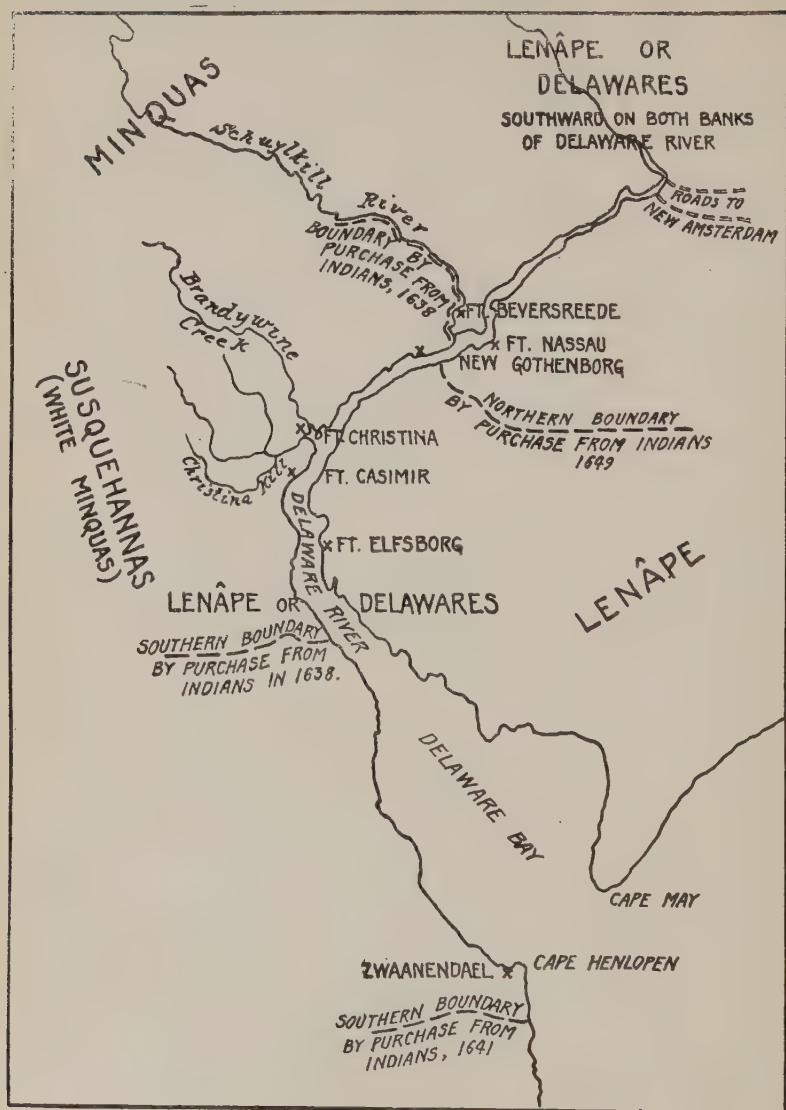 LENÂPE OR
DELAWARES
SOUTHWARD ON BOTH BANKS
OF DELAWARE RIVER
MINQUAS
Schuylkill
River
BOUNDARY BY
PURCHASE FROM
INDIANS, 1638
ROADS TO
NEW AMSTERDAM
Brandywine
Creek
FT. BEVERSREEDE
FT. NASSAU
NEW GOTHENBORG
NORTHERN BOUNDARY
BY PURCHASE FROM INDIANS
1649
SUSQUEHANNAS
(WHITE MINQUAS)
FT. CHRISTINA
Christina Kill
FT. CASIMIR
DELAWARE RIVER
FT. ELFSBORG
LENÂPE OR DELAWARES
LENÂPE
SOUTHERN BOUNDARY
BY PURCHASE FROM
INDIANS IN 1638.
DELAWARE BAY
CAPE MAY
ZWAANENDAEL
CAPE HENLOPEN
SOUTHERN BOUNDARY
BY PURCHASE FROM
INDIANS, 1641